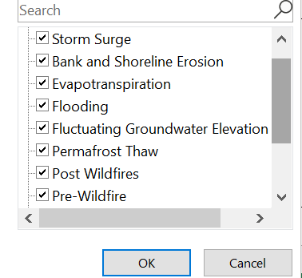 Search
Storm Surge
Bank and Shoreline Erosion
Evapotranspiration
Flooding
Fluctuating Groundwater Elevation
Permafrost Thaw
Post Wildfires
Pre-Wildfire
OK
Cancel